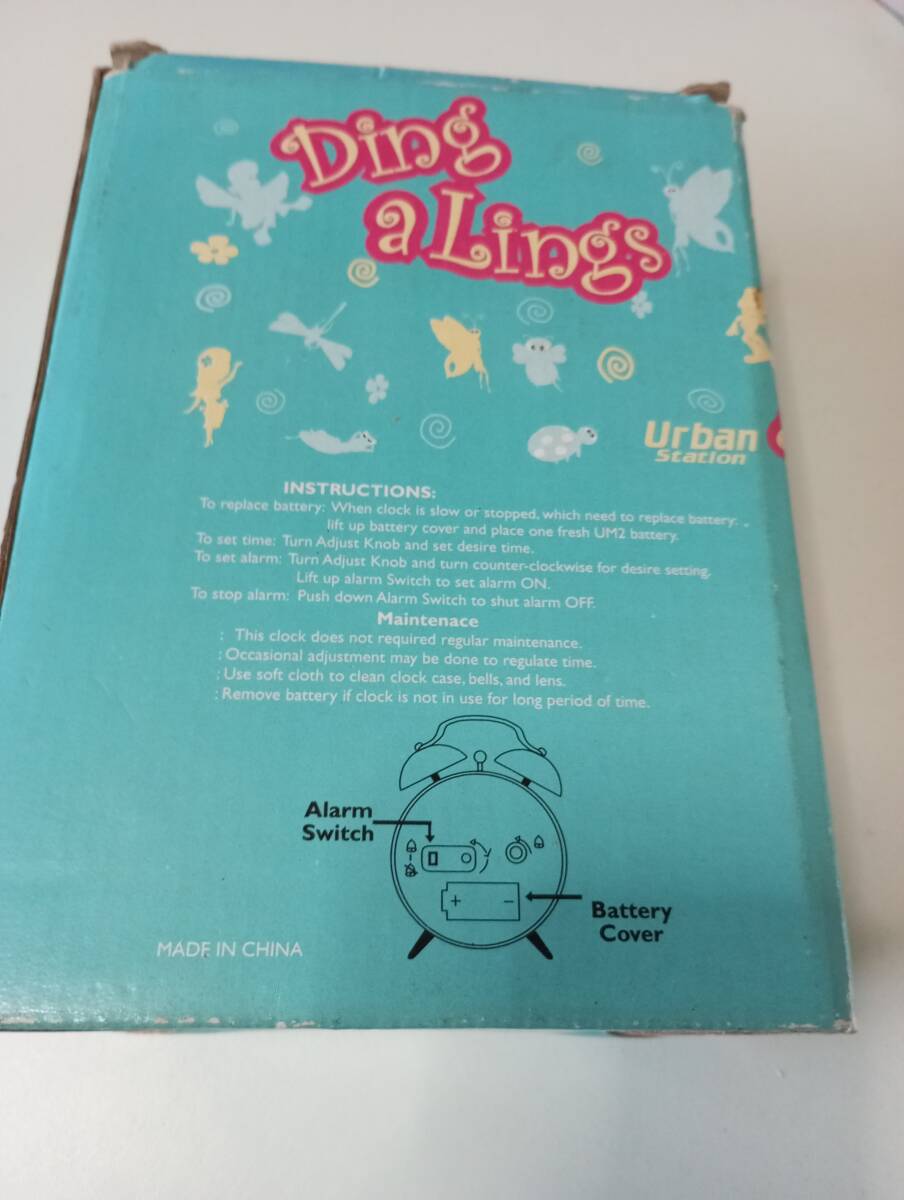 Ding
a Lings
Urban
Station
INSTRUCTIONS:
To replace battery: When clock is slow or stopped, which need to replace battery.
lift up battery cover and place one fresh UM2 battery.
To set time: Turn Adjust Knob and set desire time.
To set alarm: Turn Adjust Knob and turn counter-clockwise for desire setting.
Lift up alarm Switch to set alarm ON.
To stop alarm: Push down Alarm Switch to shut alarm OFF.
Maintenace
: This clock does not required regular maintenance.
: Occasional adjustment may be done to regulate time.
: Use soft cloth to clean clock case, bells, and lens.
: Remove battery if clock is not in use for long period of time.
Alarm
Switch
+ −
Battery
Cover
MADE IN CHINA